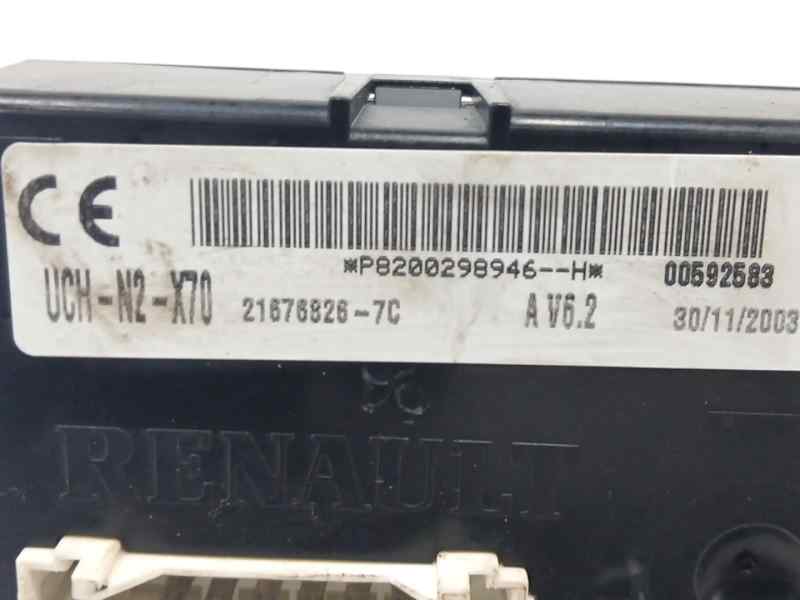 CE
*P8200298946--H* 00592583
UCH-N2-X70 21676826-7C A V6.2 30/11/2003
RENAULT